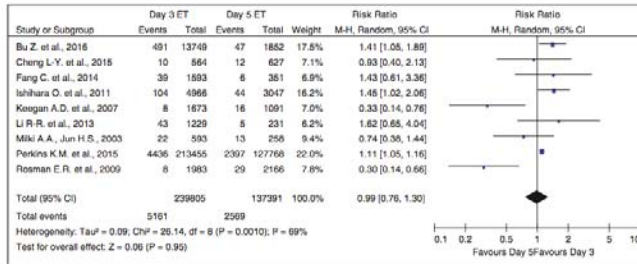 Day 3 ET Day 5 ET Risk Ratio Risk Ratio
Study or Subgroup Events Total Events Total Weight M-H, Random, 95% CI M-H, Random, 95% CI
Bu Z. et al., 2016 491 13749 47 1852 17.5% 1.41 [1.05, 1.89]
Cheng L-Y. et al., 2015 10 564 12 627 7.5% 0.93 [0.40, 2.13]
Fang C. et al., 2014 39 1593 6 351 7.2% 1.43 [0.61, 3.36]
Ishihara O. et al., 2011 104 4966 44 3047 16.0% 1.45 [1.02, 2.06]
Keegan A.D. et al., 2007 8 1673 16 1091 7.3% 0.33 [0.14, 0.76]
Li R-R. et al., 2013 43 1229 5 231 6.7% 1.62 [0.65, 4.04]
Milki A.A., Jun H.S., 2003 22 593 13 258 9.9% 0.74 [0.38, 1.44]
Perkins K.M. et al., 2015 4436 213455 2397 127768 22.0% 1.11 [1.05, 1.16]
Rosman E.R. et al., 2009 8 1983 29 2166 7.9% 0.30 [0.14, 0.66]
Total (95% CI) 239805 137391 100.0% 0.99 [0.76, 1.30]
Total events 5161 2569
Heterogeneity: Tau² = 0.09; Chi² = 26.14, df = 8 (P = 0.0010); I² = 69%
Test for overall effect: Z = 0.06 (P = 0.95)
0.1 0.2 0.5 1 2 5 10
Favours Day 5 Favours Day 3